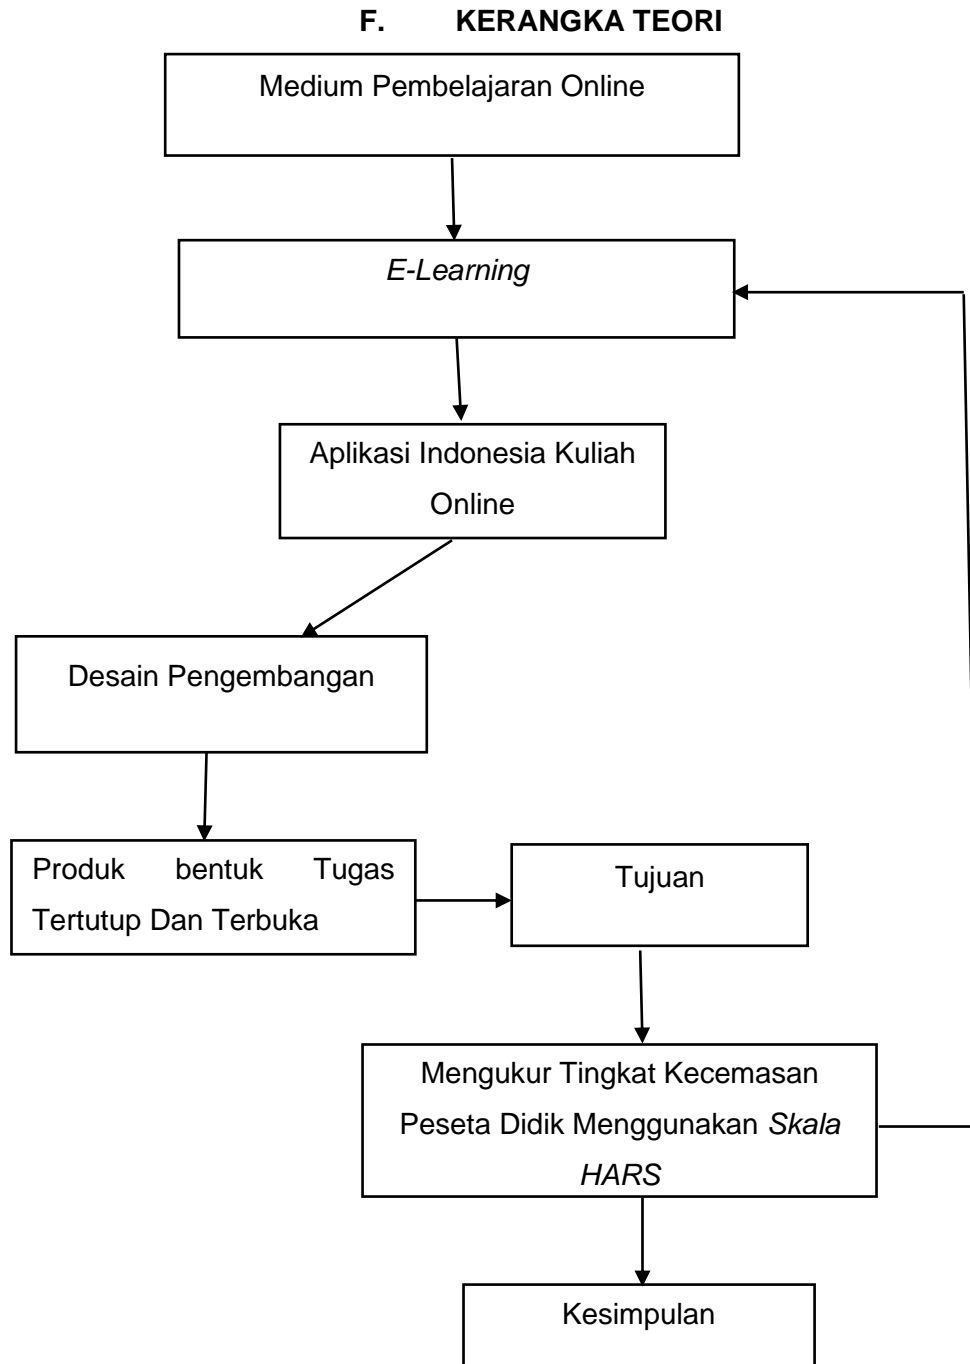 F. KERANGKA TEORI
Medium Pembelajaran Online
E-Learning
Aplikasi Indonesia Kuliah
Online
Desain Pengembangan
Produk bentuk Tugas
Tertutup Dan Terbuka
Tujuan
Mengukur Tingkat Kecemasan
Peseta Didik Menggunakan Skala
HARS
Kesimpulan